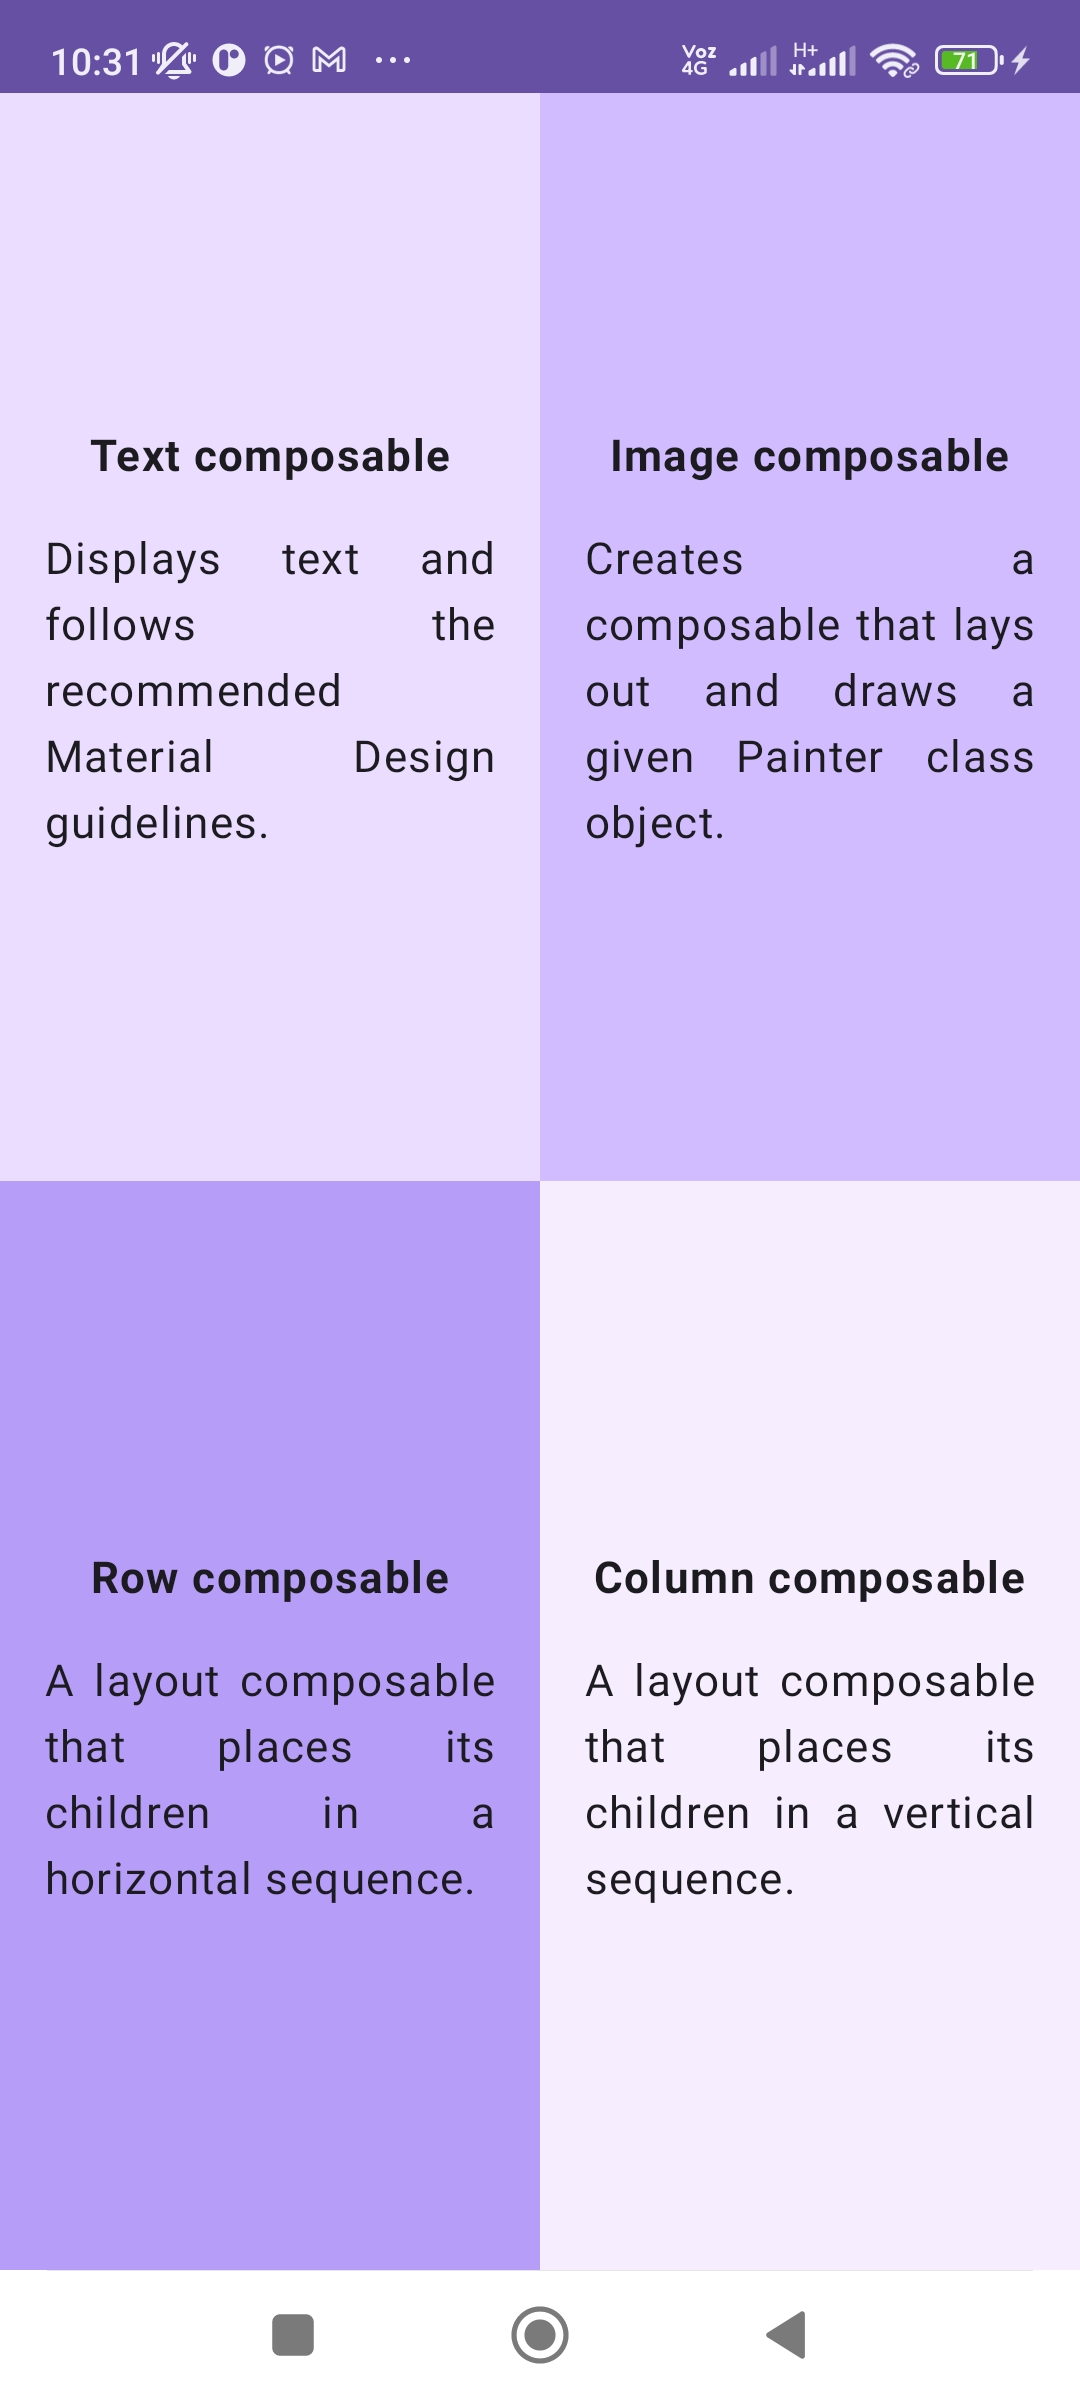 10:31
Voz
4G
H+
71
Text composable
Displays text and
follows the
recommended
Material Design
guidelines.
Image composable
Creates a
composable that lays
out and draws a
given Painter class
object.
Row composable
A layout composable
that places its
children in a
horizontal sequence.
Column composable
A layout composable
that places its
children in a vertical
sequence.